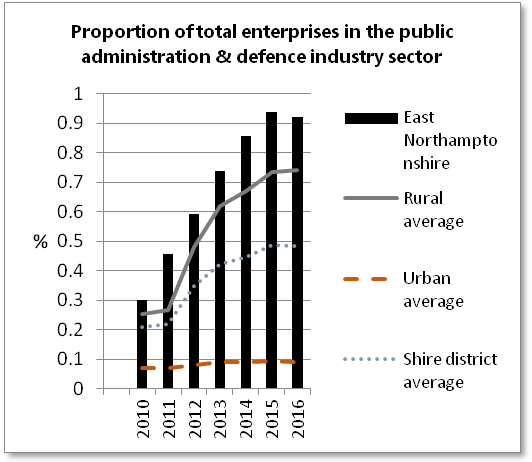 Proportion of total enterprises in the public
administration & defence industry sector
1
0.9
0.8
0.7
0.6
0.5
0.4
0.3
0.2
0.1
0
%
2010
2011
2012
2013
2014
2015
2016
East
Northampto
nshire
Rural
average
Urban
average
Shire district
average